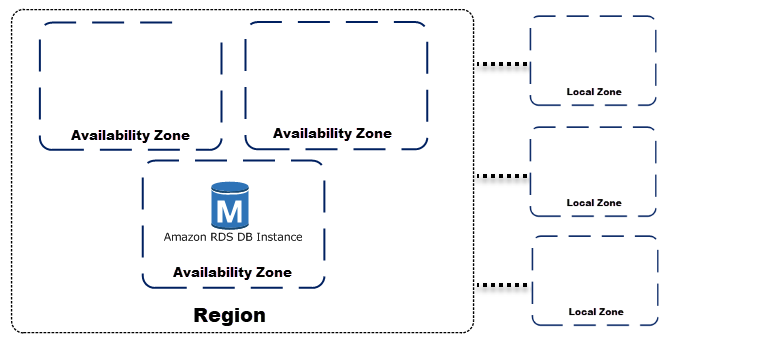 Availability Zone
Availability Zone
M
Amazon RDS DB Instance
Availability Zone
Region
Local Zone
Local Zone
Local Zone